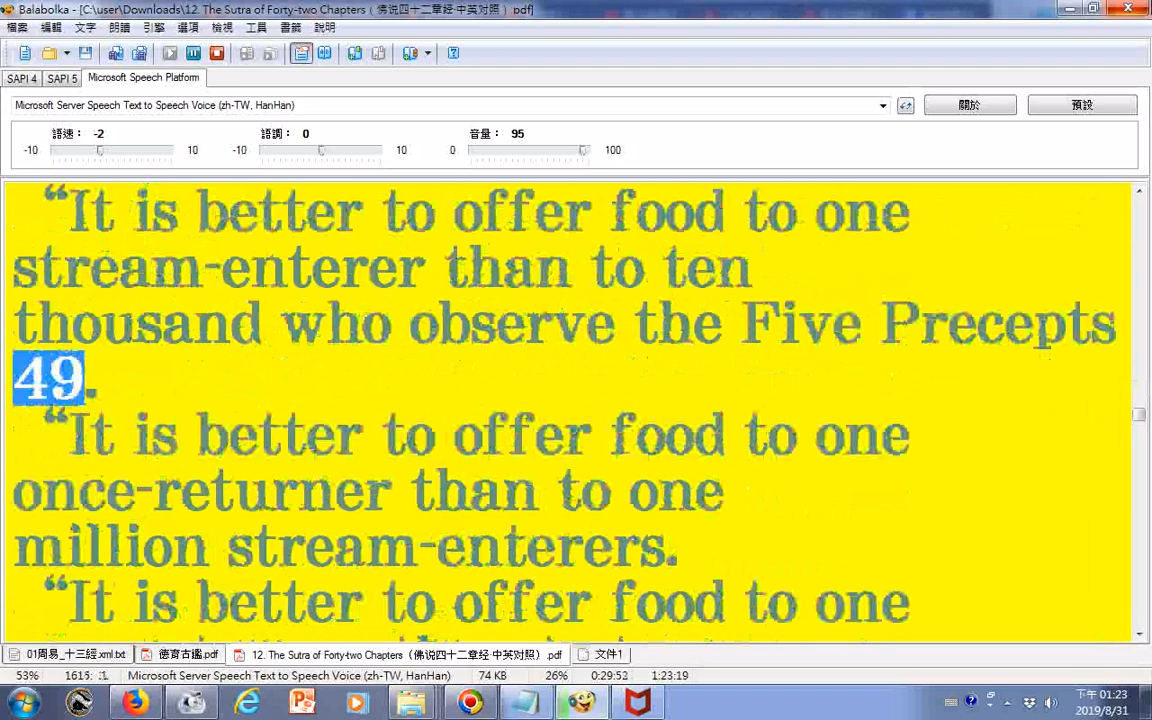 Balabolka - [C:\user\Downloads\12. The Sutra of Forty-two Chapters（佛说四十二章经·中英对照）.pdf]
檔案 編輯 文字 朗讀 引擎 選項 檢視 工具 書籤 說明
SAPI 4 SAPI 5 Microsoft Speech Platform
Microsoft Server Speech Text to Speech Voice (zh-TW, HanHan) 關於 預設
語速： -2 語調： 0 音量： 95
-10 10 -10 10 0 100
“It is better to offer food to one
stream-enterer than to ten
thousand who observe the Five Precepts
49.
“It is better to offer food to one
once-returner than to one
million stream-enterers.
“It is better to offer food to one
01周易_十三經.xml.txt 德育古鑑.pdf 12. The Sutra of Forty-two Chapters（佛说四十二章经·中英对照）.pdf 文件1
53% 1615: :1 Microsoft Server Speech Text to Speech Voice (zh-TW, HanHan) 74 KB 26% 0:29:52 1:23:19
下午 01:23
2019/8/31